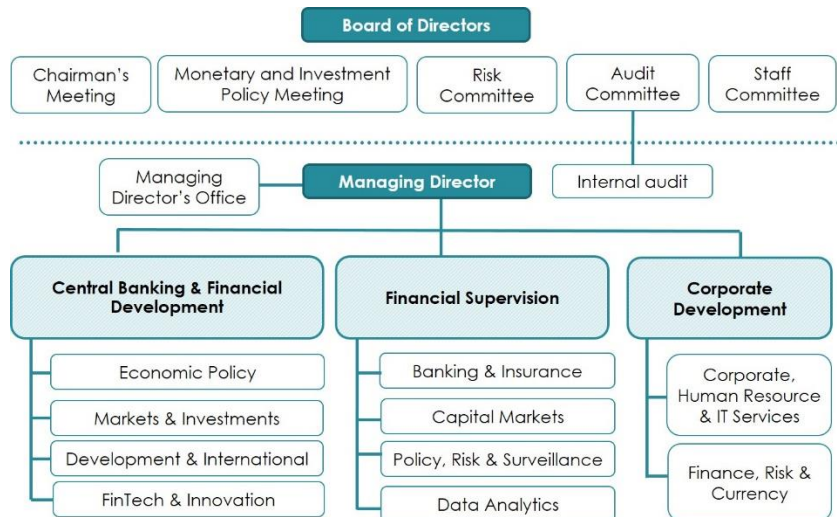 Board of Directors
Chairman's
Meeting
Monetary and Investment
Policy Meeting
Risk
Committee
Audit
Committee
Staff
Committee
Managing
Director's Office
Managing Director
Internal audit
Central Banking & Financial
Development
Financial Supervision
Corporate
Development
Economic Policy
Markets & Investments
Development & International
FinTech & Innovation
Banking & Insurance
Capital Markets
Policy, Risk & Surveillance
Data Analytics
Corporate,
Human Resource
& IT Services
Finance, Risk &
Currency